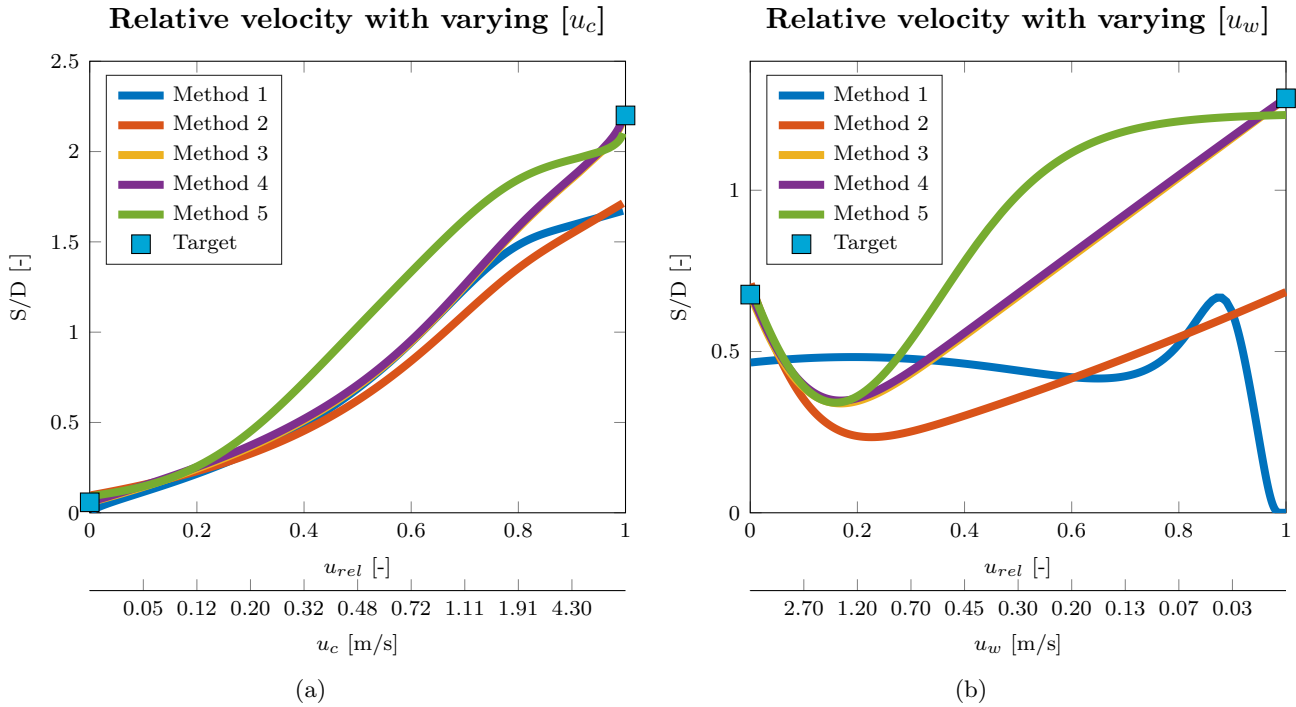 Relative velocity with varying [u_c]
2.5
2
1.5
1
0.5
0
S/D [-]
Method 1
Method 2
Method 3
Method 4
Method 5
Target
0 0.2 0.4 0.6 0.8 1
u_rel [-]
0.05 0.12 0.20 0.32 0.48 0.72 1.11 1.91 4.30
u_c [m/s]
(a)
Relative velocity with varying [u_w]
1
0.5
0
S/D [-]
Method 1
Method 2
Method 3
Method 4
Method 5
Target
0 0.2 0.4 0.6 0.8 1
u_rel [-]
2.70 1.20 0.70 0.45 0.30 0.20 0.13 0.07 0.03
u_w [m/s]
(b)